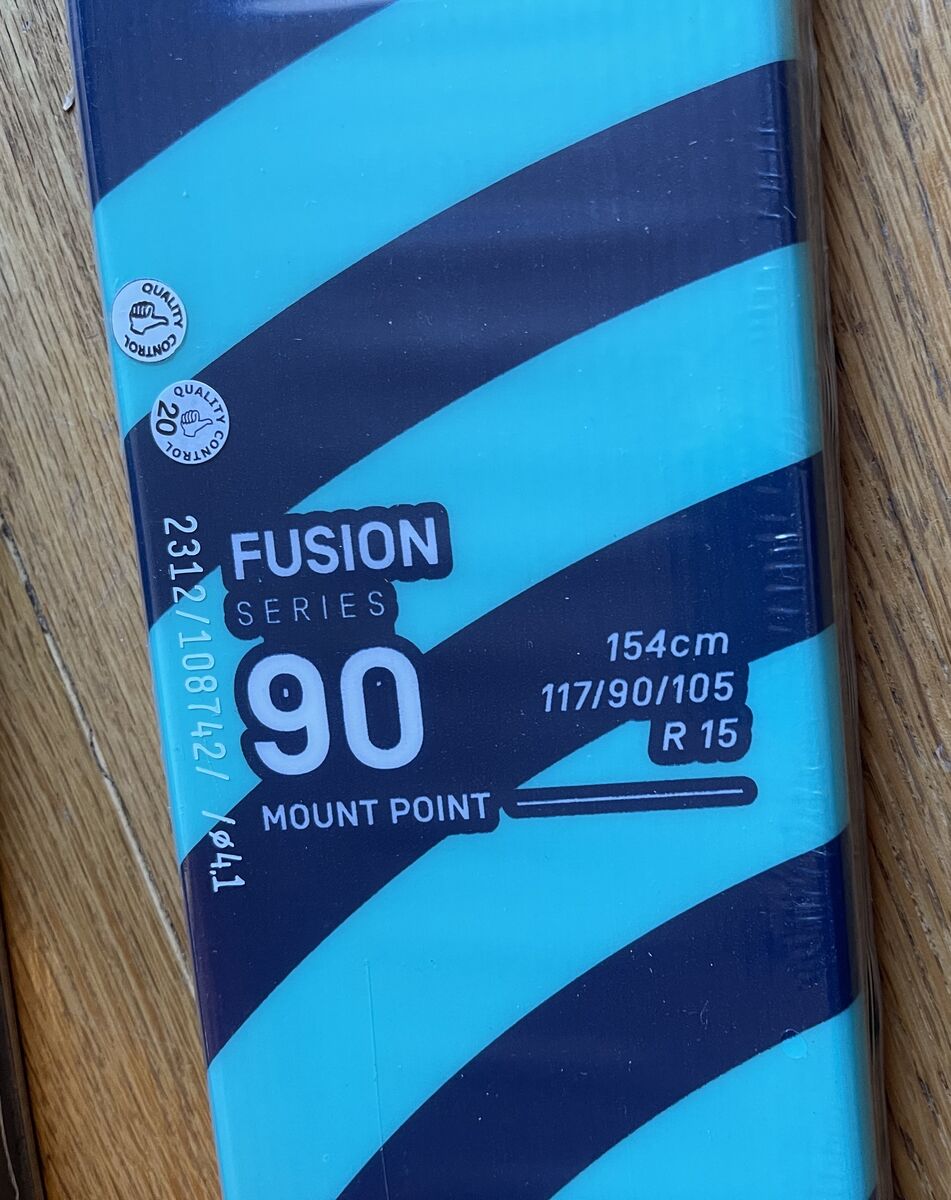 QUALITY CONTROL
QUALITY CONTROL
20
2312/108742/ /ø4.1
FUSION
SERIES
90
154cm
117/90/105
R 15
MOUNT POINT